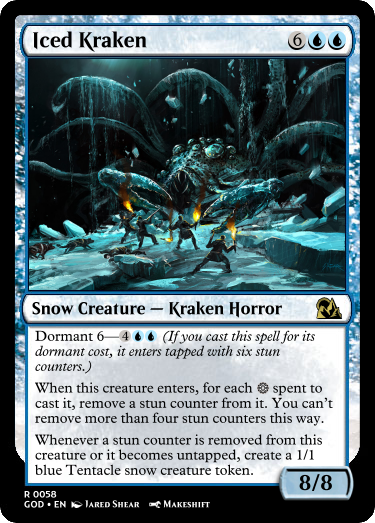 Iced Kraken 6
Snow Creature — Kraken Horror
Dormant 6—4 (If you cast this spell for its
dormant cost, it enters tapped with six stun
counters.)
When this creature enters, for each spent to
cast it, remove a stun counter from it. You can't
remove more than four stun counters this way.
Whenever a stun counter is removed from this
creature or it becomes untapped, create a 1/1
blue Tentacle snow creature token.
8/8
R 0058
GOD • EN Jared Shear Makeshift